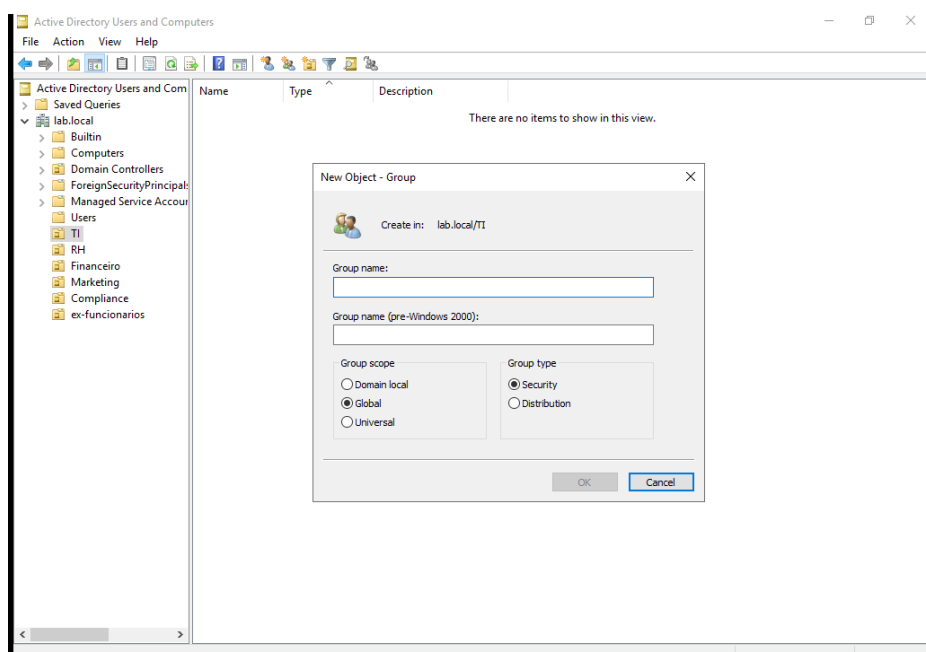 Active Directory Users and Computers
File Action View Help
Active Directory Users and Com
Name Type Description
Saved Queries
There are no items to show in this view.
lab.local
Builtin
Computers
Domain Controllers
ForeignSecurityPrincipals
Managed Service Accour
Users
TI
RH
Financeiro
Marketing
Compliance
ex-funcionarios
New Object - Group
Create in: lab.local/TI
Group name:
Group name (pre-Windows 2000):
Group scope
Domain local
Global
Universal
Group type
Security
Distribution
OK Cancel